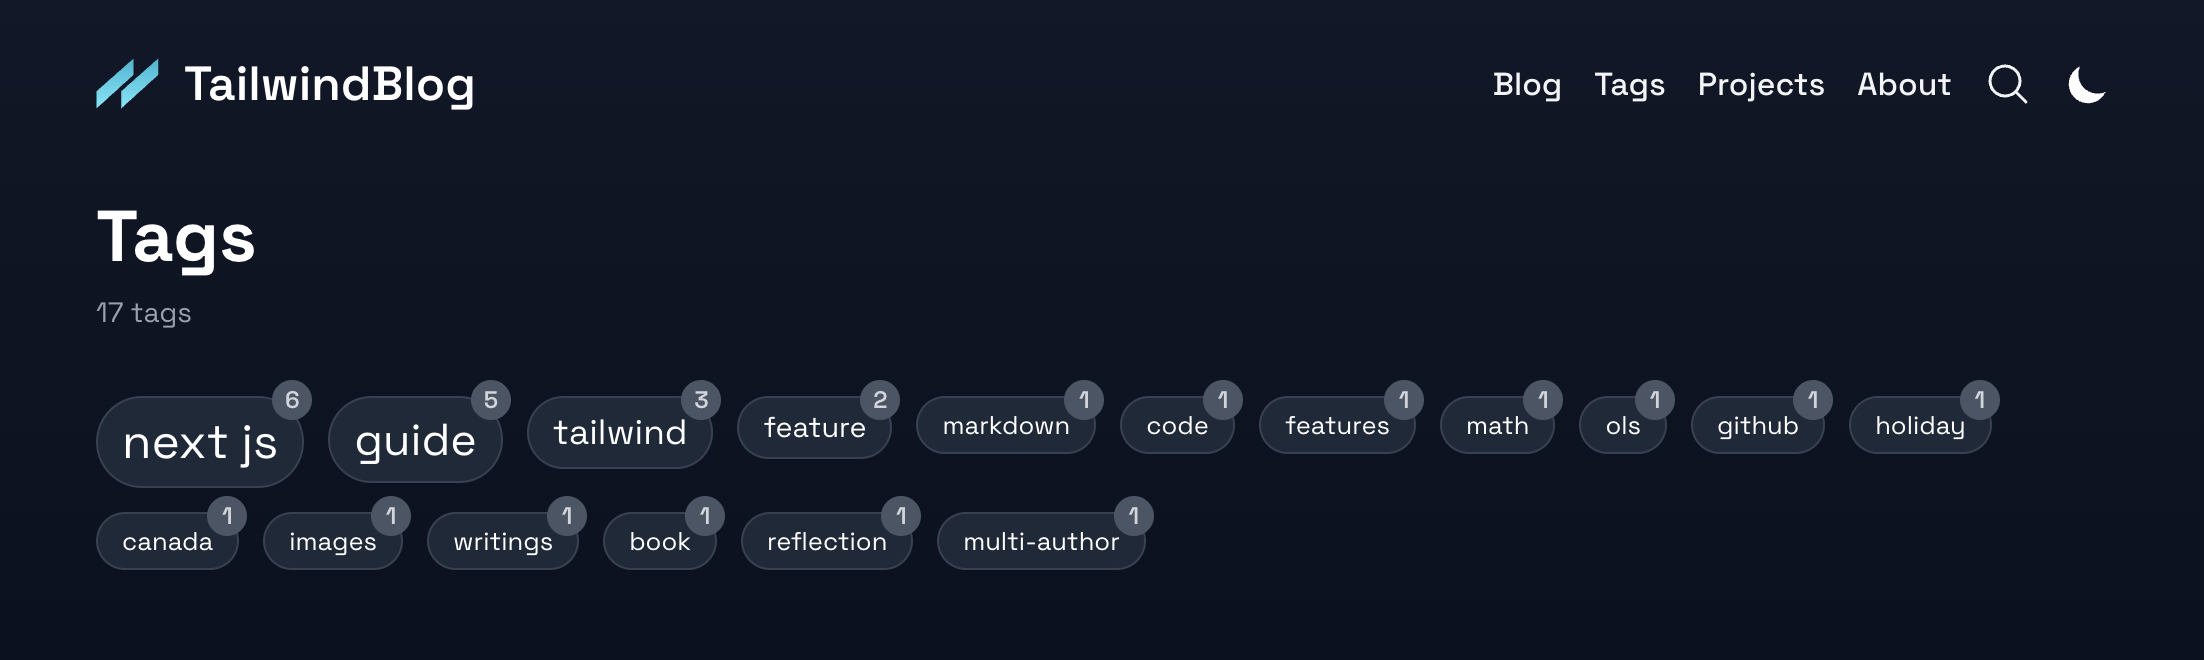 TailwindBlog Blog Tags Projects About
Tags
17 tags
next js 6 guide 5 tailwind 3 feature 2 markdown 1 code 1 features 1 math 1 ols 1 github 1 holiday 1
canada 1 images 1 writings 1 book 1 reflection 1 multi-author 1